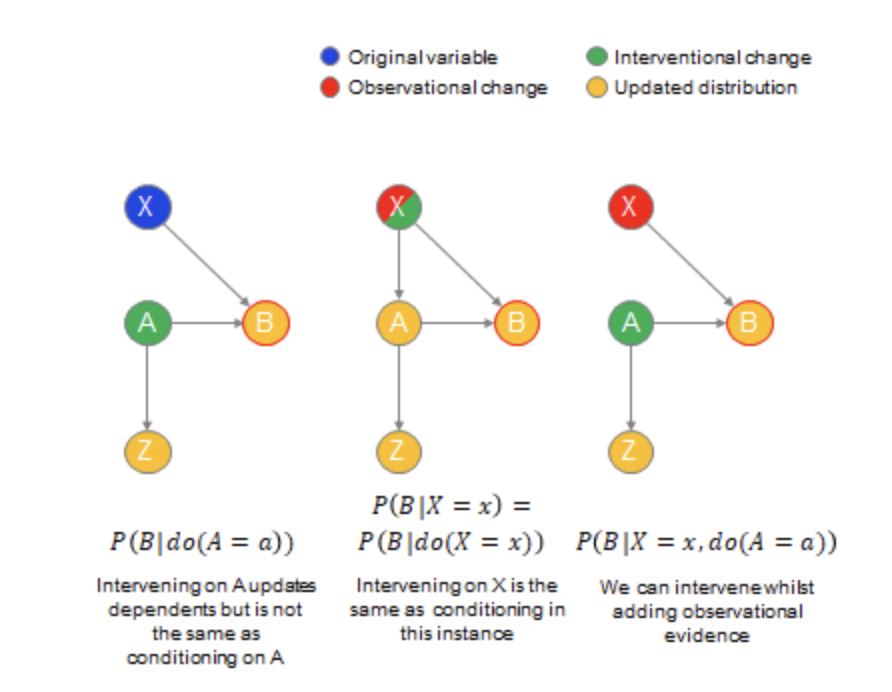 Original variable
Interventional change
Observational change
Updated distribution
X
X
X
A
B
A
B
A
B
Z
Z
Z
P(B|do(A = a))
P(B|X = x) =
P(B|do(X = x))
P(B|X = x, do(A = a))
Intervening on A updates
dependents but is not
the same as
conditioning on A
Intervening on X is the
same as conditioning in
this instance
We can intervene whilst
adding observational
evidence